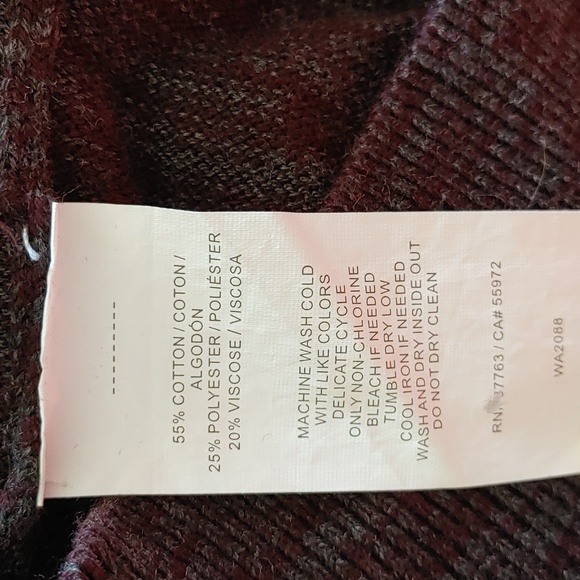 ---------
55% COTTON / COTON /
ALGODÓN
25% POLYESTER / POLIÉSTER
20% VISCOSE / VISCOSA
MACHINE WASH COLD
WITH LIKE COLORS
DELICATE CYCLE
ONLY NON-CHLORINE
BLEACH IF NEEDED
TUMBLE DRY LOW
COOL IRON IF NEEDED
WASH AND DRY INSIDE OUT
DO NOT DRY CLEAN
RN. 37763 / CA# 55972
WA2088